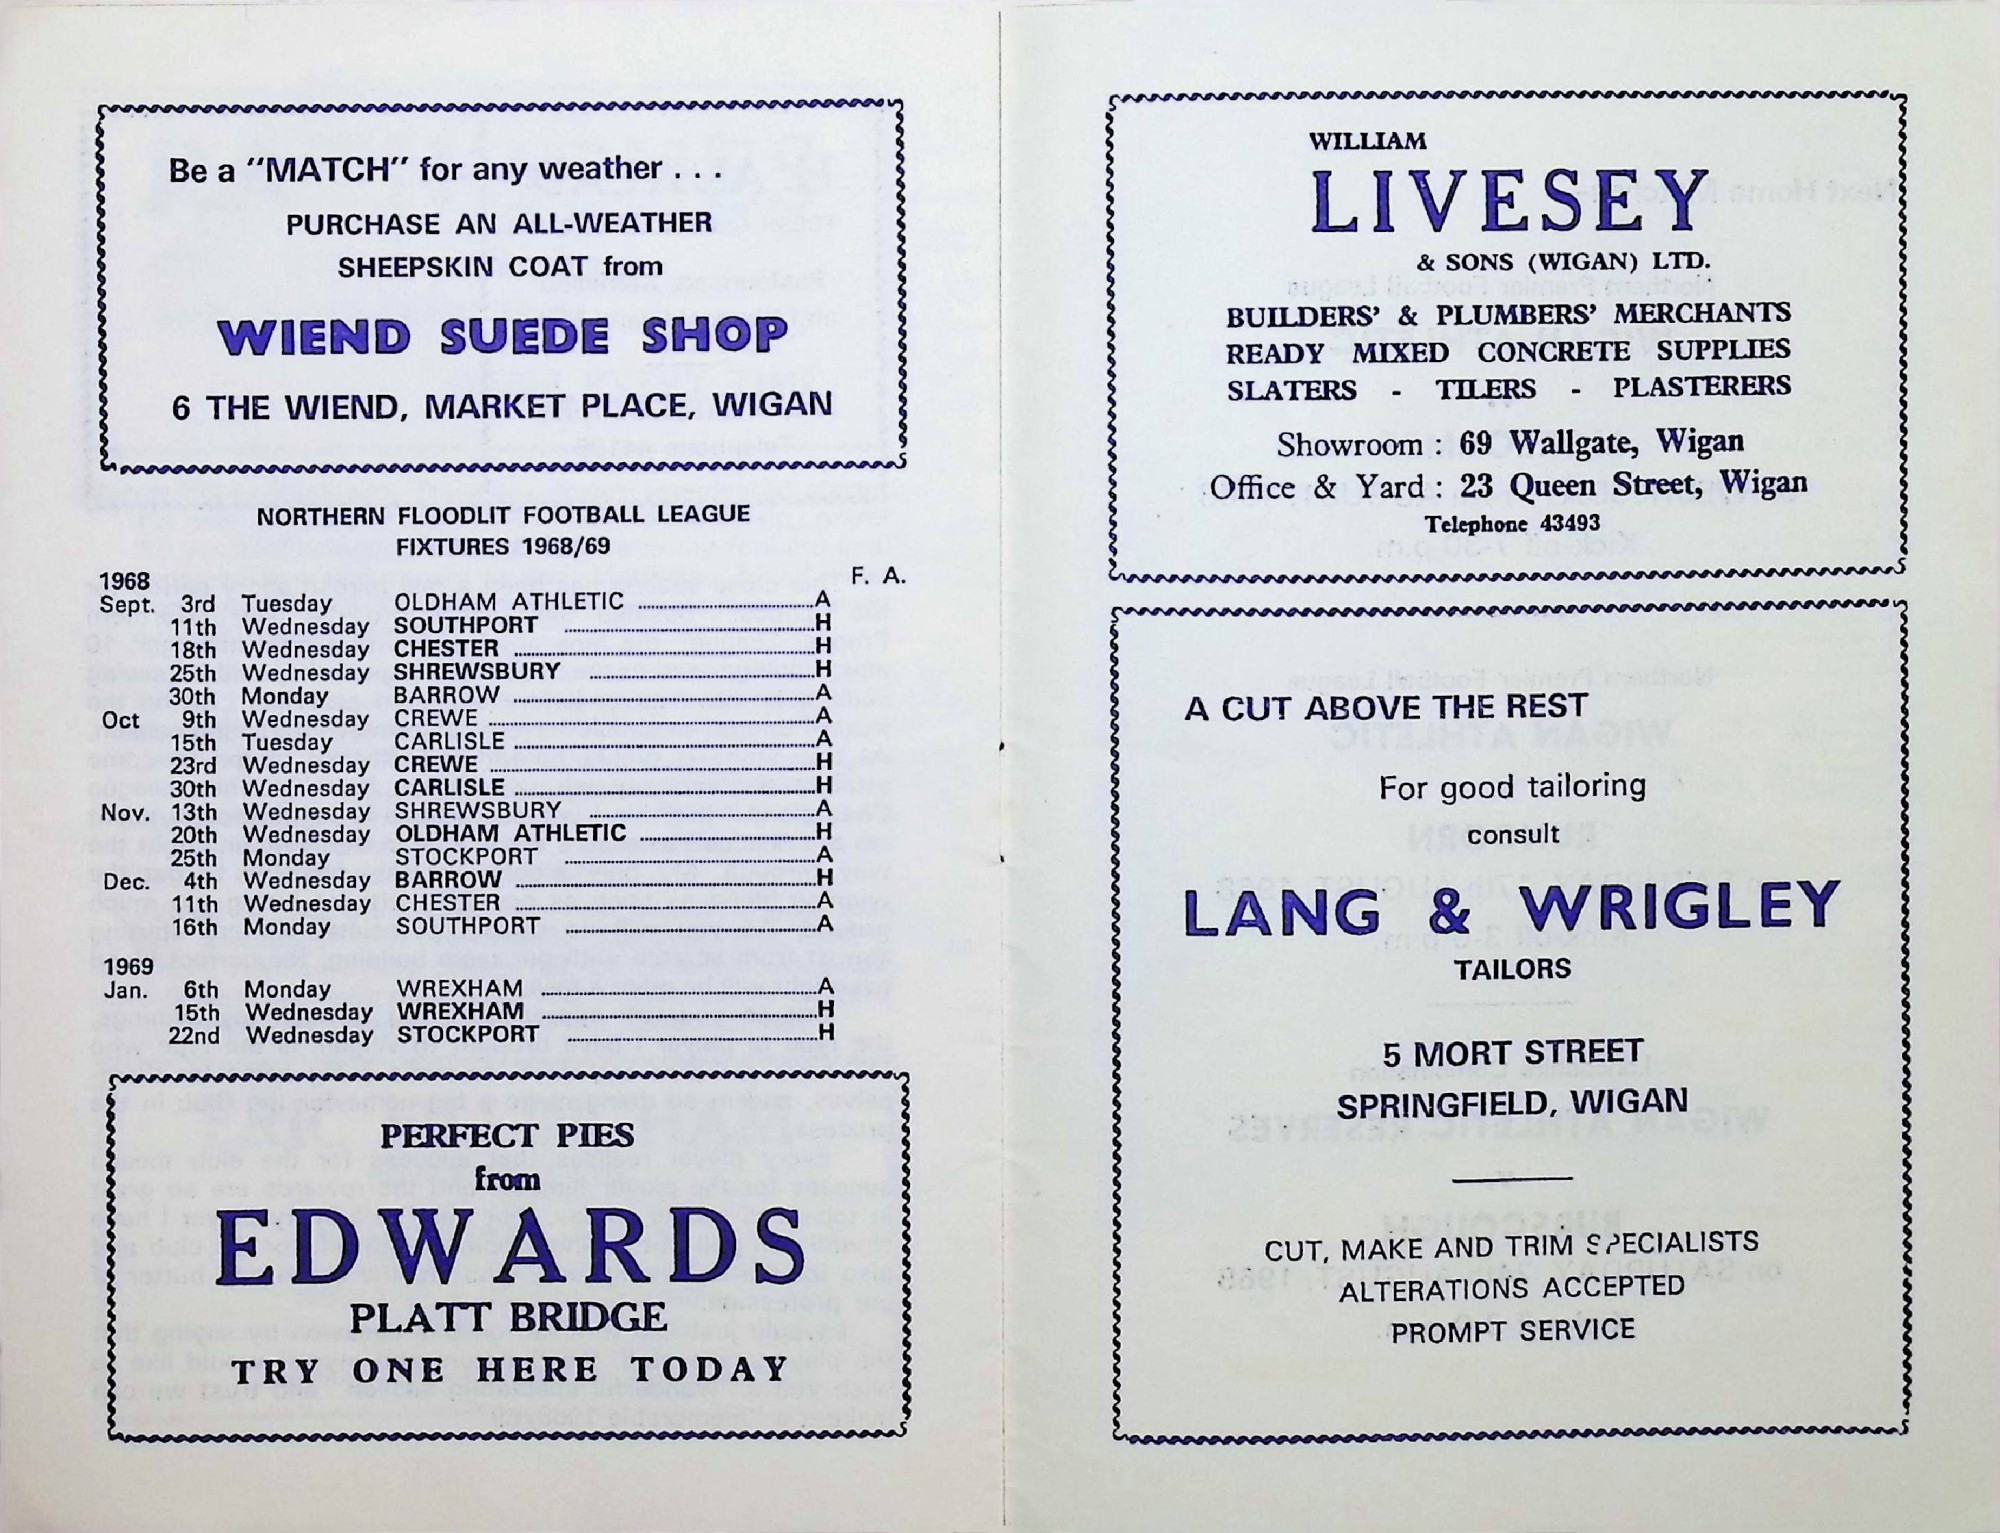 Be a "MATCH" for any weather . . .
PURCHASE AN ALL-WEATHER
SHEEPSKIN COAT from
WIEND SUEDE SHOP
6 THE WIEND, MARKET PLACE, WIGAN
NORTHERN FLOODLIT FOOTBALL LEAGUE
FIXTURES 1968/69
1968 F. A.
Sept. 3rd Tuesday OLDHAM ATHLETIC A
11th Wednesday SOUTHPORT H
18th Wednesday CHESTER H
25th Wednesday SHREWSBURY H
30th Monday BARROW A
Oct 9th Wednesday CREWE A
15th Tuesday CARLISLE A
23rd Wednesday CREWE H
30th Wednesday CARLISLE H
Nov. 13th Wednesday SHREWSBURY A
20th Wednesday OLDHAM ATHLETIC H
25th Monday STOCKPORT A
Dec. 4th Wednesday BARROW H
11th Wednesday CHESTER A
16th Monday SOUTHPORT A
1969
Jan. 6th Monday WREXHAM A
15th Wednesday WREXHAM H
22nd Wednesday STOCKPORT H
PERFECT PIES
from
EDWARDS
PLATT BRIDGE
TRY ONE HERE TODAY
WILLIAM
LIVESEY
& SONS (WIGAN) LTD.
BUILDERS' & PLUMBERS' MERCHANTS
READY MIXED CONCRETE SUPPLIES
SLATERS - TILERS - PLASTERERS
Showroom : 69 Wallgate, Wigan
Office & Yard : 23 Queen Street, Wigan
Telephone 43493
A CUT ABOVE THE REST
For good tailoring
consult
LANG & WRIGLEY
TAILORS
5 MORT STREET
SPRINGFIELD, WIGAN
CUT, MAKE AND TRIM SPECIALISTS
ALTERATIONS ACCEPTED
PROMPT SERVICE